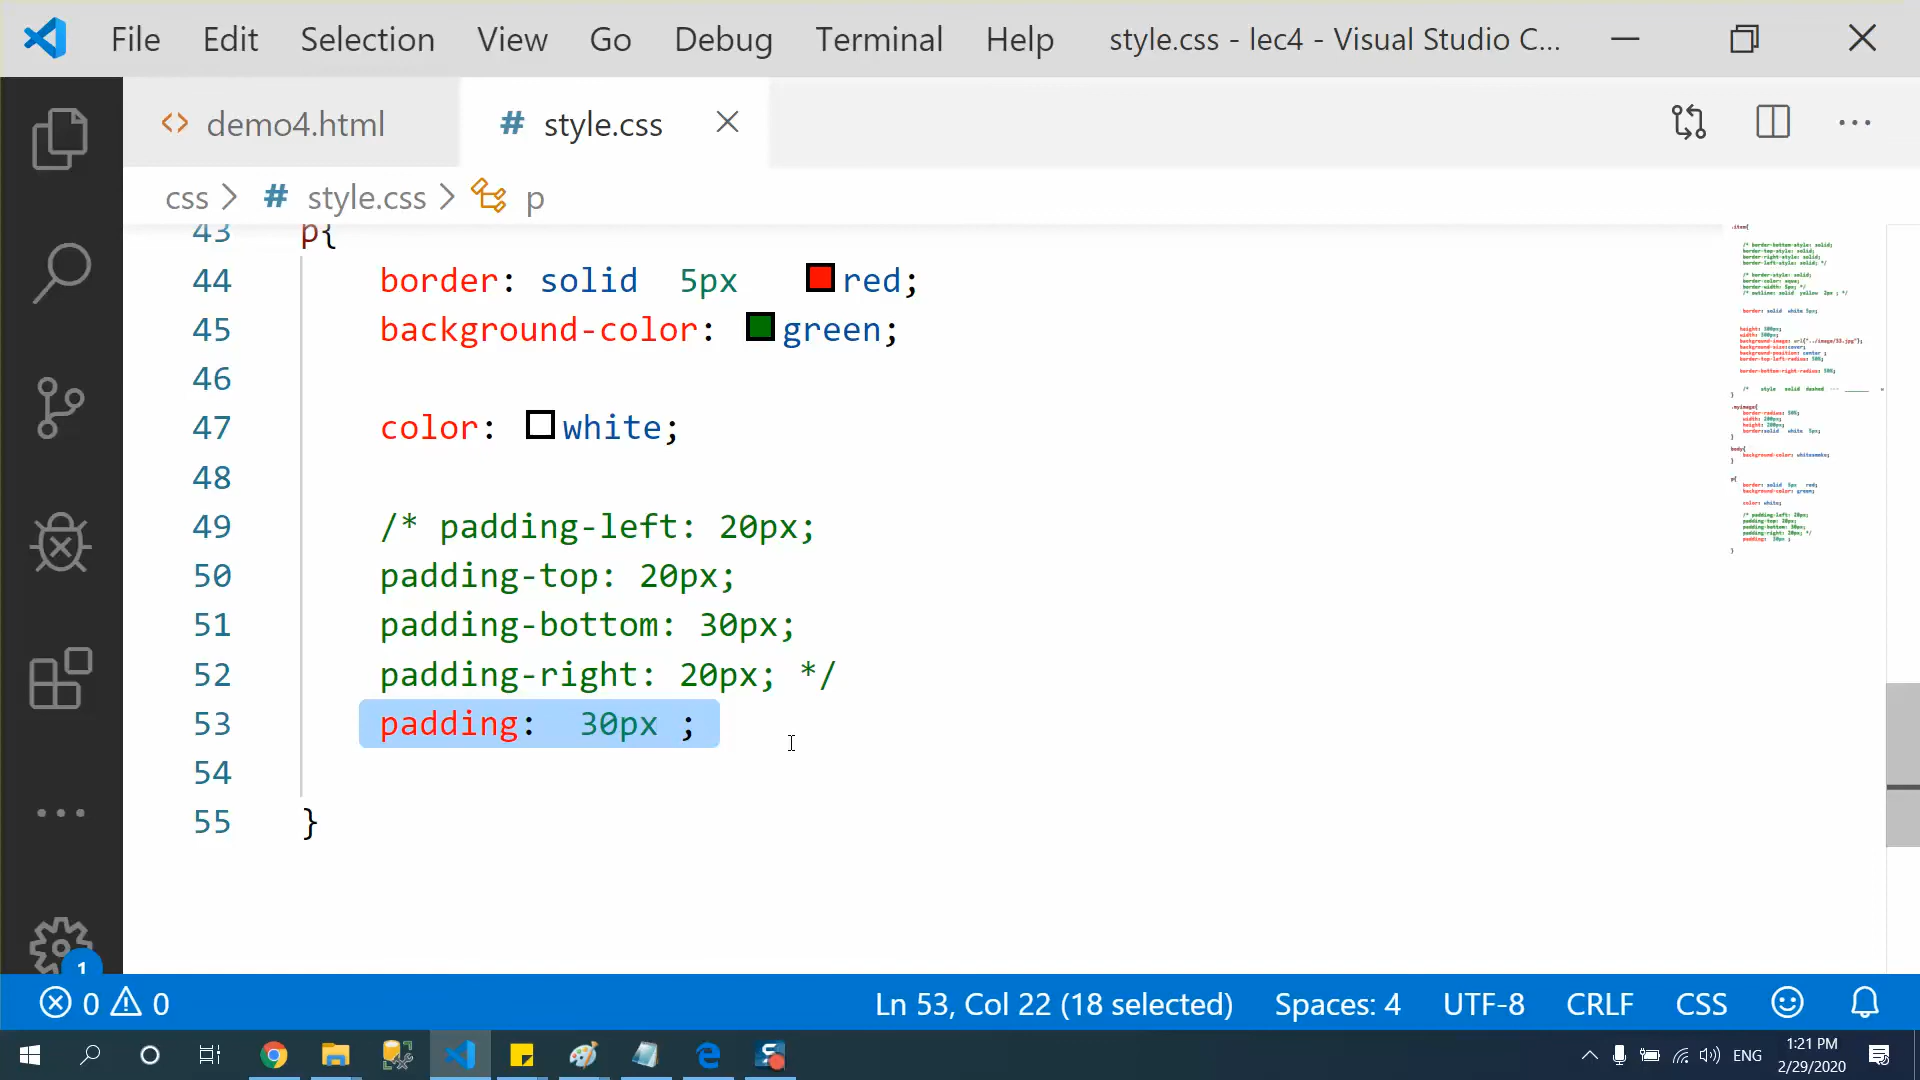 File Edit Selection View Go Debug Terminal Help style.css - lec4 - Visual Studio C...
demo4.html # style.css
css > # style.css > p
43 p{
44 border: solid 5px red;
45 background-color: green;
46
47 color: white;
48
49 /* padding-left: 20px;
50 padding-top: 20px;
51 padding-bottom: 30px;
52 padding-right: 20px; */
53 padding: 30px ;
54
55 }
1
0 0 Ln 53, Col 22 (18 selected) Spaces: 4 UTF-8 CRLF CSS
ENG 1:21 PM
2/29/2020